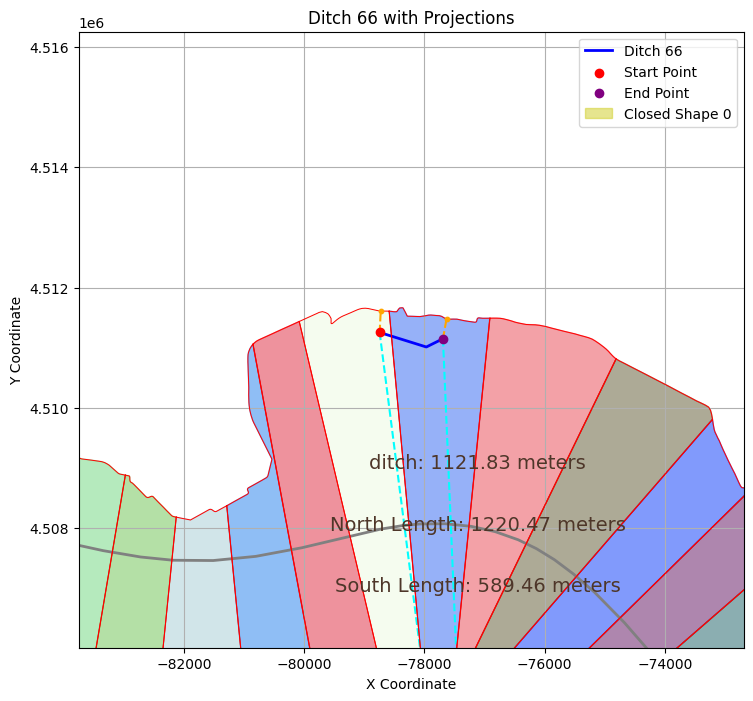 Ditch 66 with Projections
1e6
Ditch 66
Start Point
End Point
Closed Shape 0
4.516
4.514
4.512
4.510
4.508
Y Coordinate
ditch: 1121.83 meters
North Length: 1220.47 meters
South Length: 589.46 meters
−82000
−80000
−78000
−76000
−74000
X Coordinate